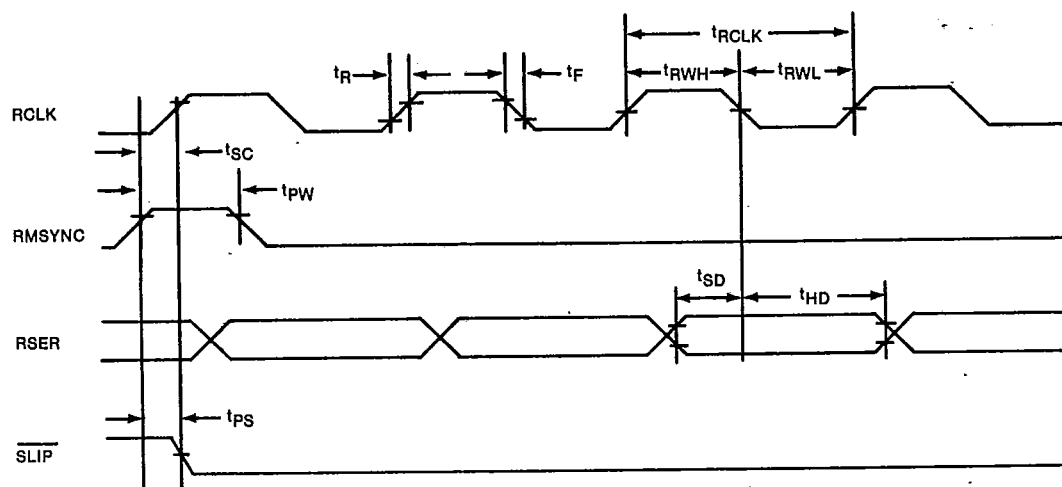 tRCLK
tR tF tRWH tRWL
RCLK
tSC
tPW
RMSYNC
tSD
tHD
RSER
tPS
SLIP